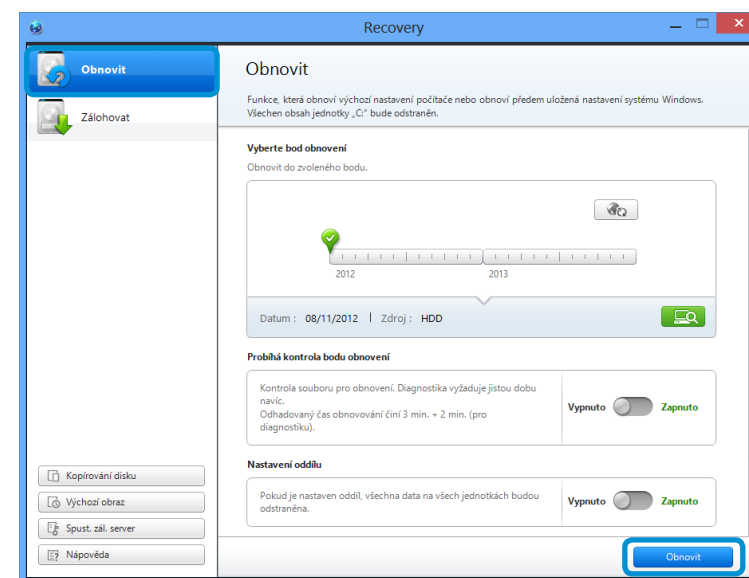 Recovery
Obnovit
Zálohovat
Kopírování disku
Výchozí obraz
Spust. zál. server
Nápověda
Obnovit
Funkce, která obnoví výchozí nastavení počítače nebo obnoví předem uložená nastavení systému Windows.
Všechen obsah jednotky „C:" bude odstraněn.
Vyberte bod obnovení
Obnovit do zvoleného bodu.
2012 2013
Datum : 08/11/2012 | Zdroj : HDD
Probíhá kontrola bodu obnovení
Kontrola souboru pro obnovení. Diagnostika vyžaduje jistou dobu
navíc.
Odhadovaný čas obnovování činí 3 min. + 2 min. (pro
diagnostiku).
Vypnuto Zapnuto
Nastavení oddílu
Pokud je nastaven oddíl, všechna data na všech jednotkách budou
odstraněna.
Vypnuto Zapnuto
Obnovit